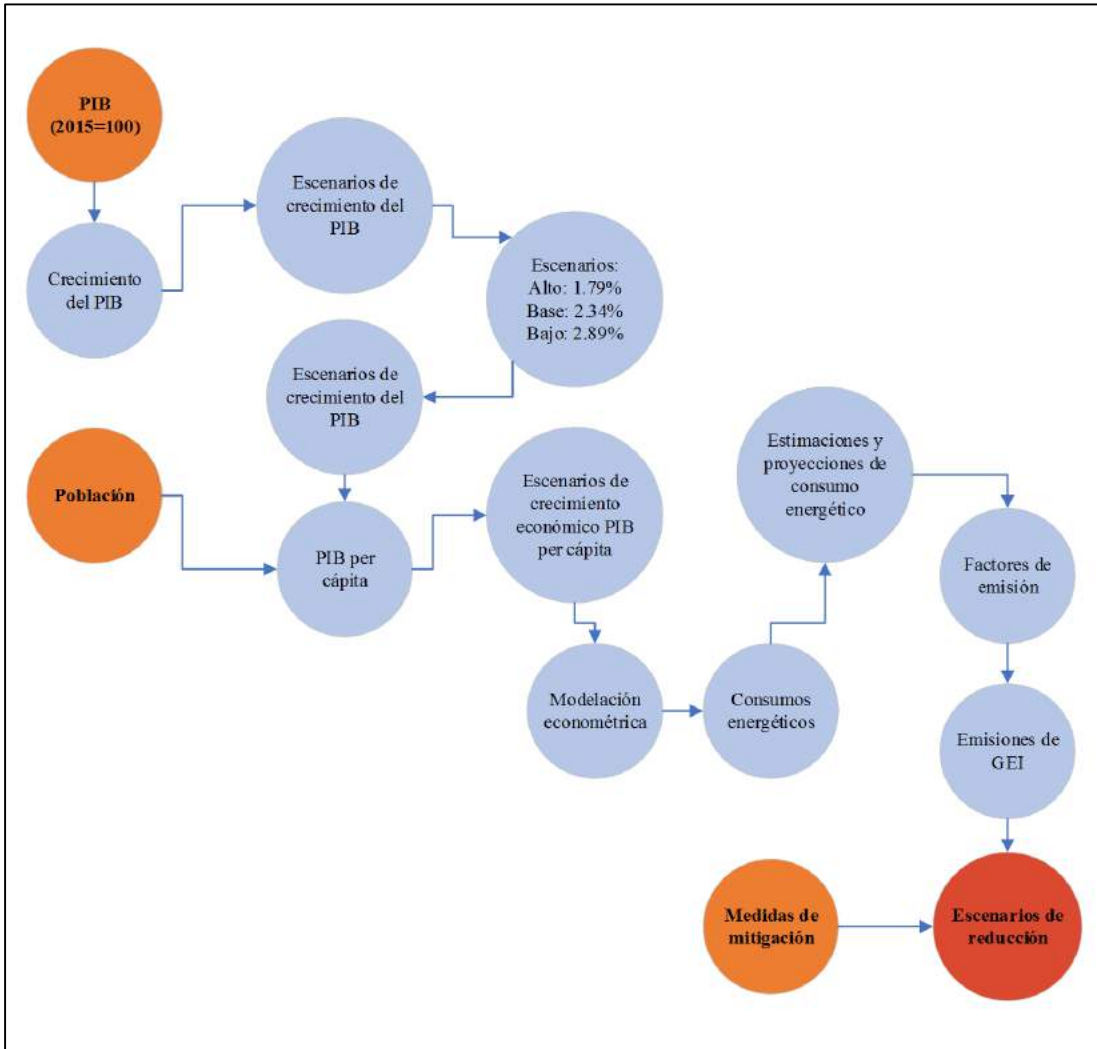 PIB
(2015=100)
Crecimiento
del PIB
Escenarios de
crecimiento del
PIB
Escenarios:
Alto: 1.79%
Base: 2.34%
Bajo: 2.89%
Escenarios de
crecimiento del
PIB
Población
PIB per
cápita
Escenarios de
crecimiento
económico PIB
per cápita
Modelación
econométrica
Consumos
energéticos
Estimaciones y
proyecciones de
consumo
energético
Factores de
emisión
Emisiones de
GEI
Medidas de
mitigación
Escenarios de
reducción